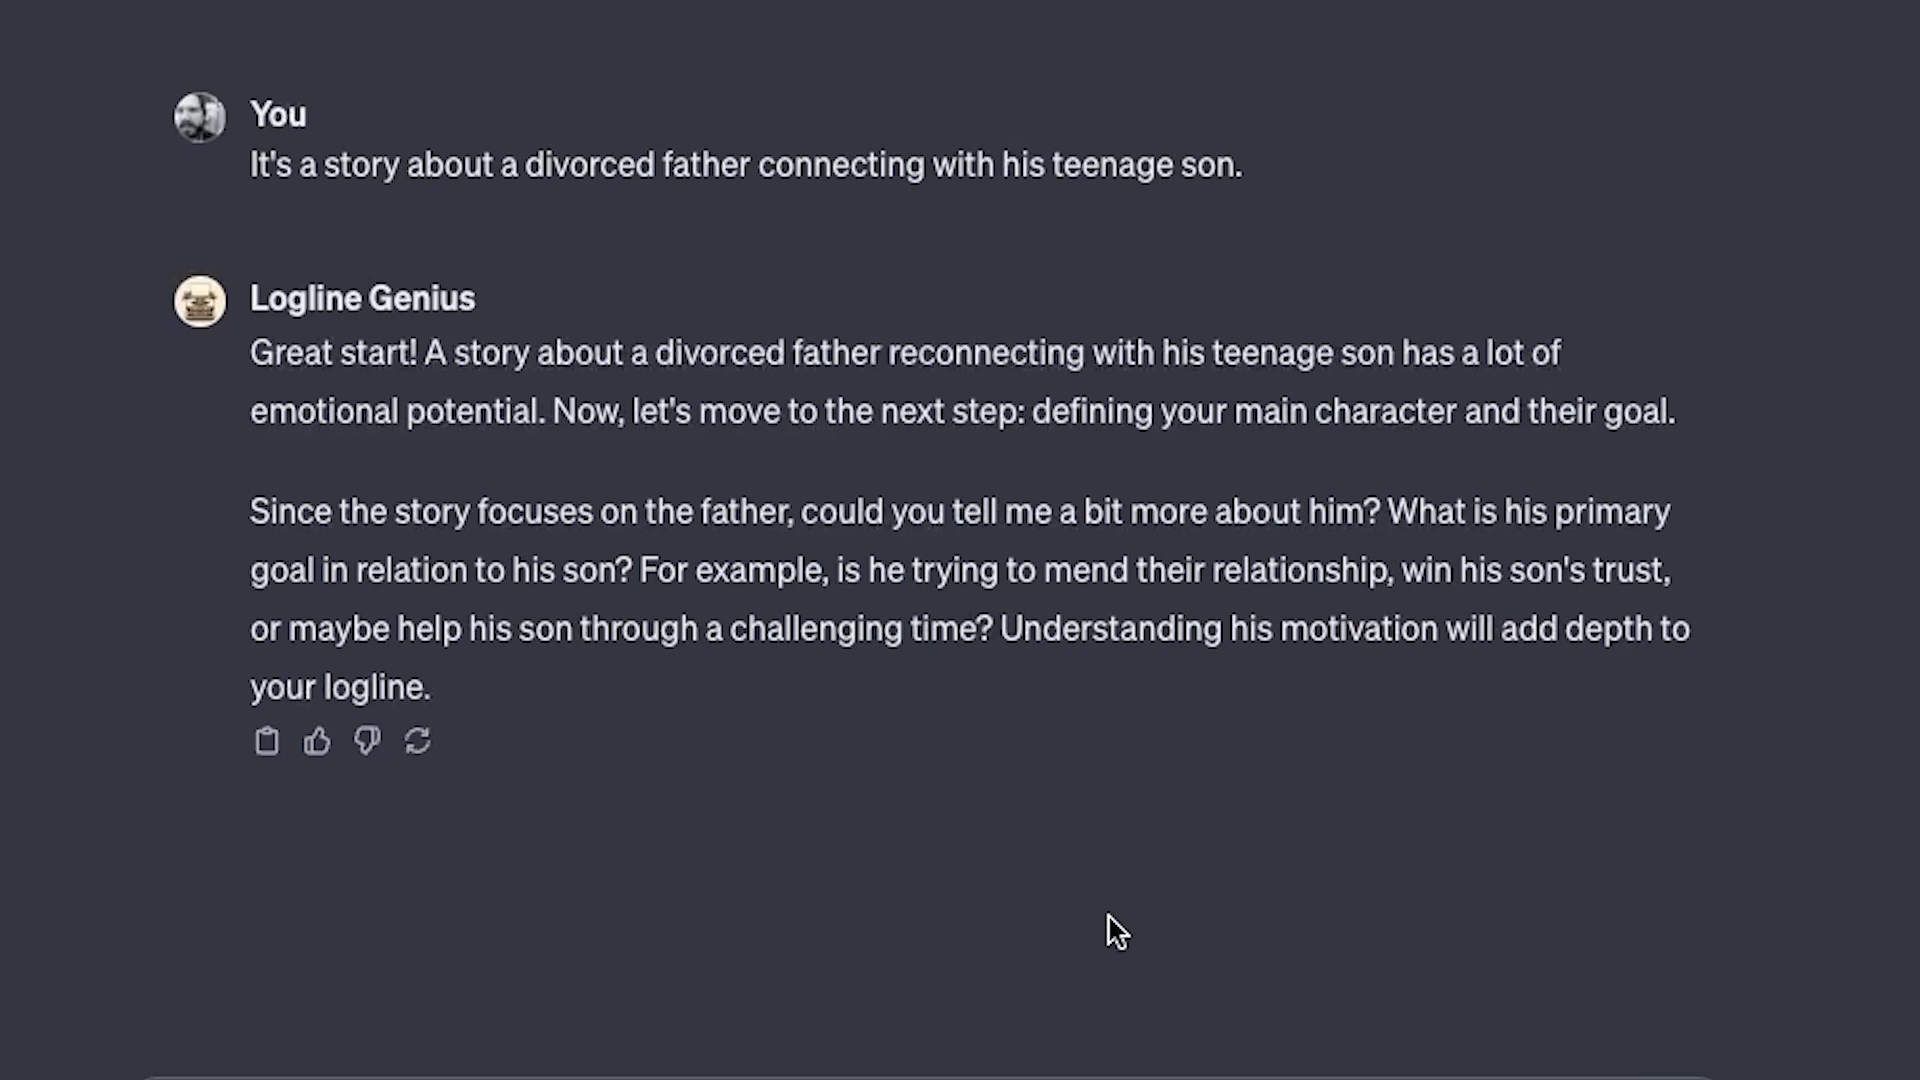 You
It's a story about a divorced father connecting with his teenage son.
Logline Genius
Great start! A story about a divorced father reconnecting with his teenage son has a lot of
emotional potential. Now, let's move to the next step: defining your main character and their goal.
Since the story focuses on the father, could you tell me a bit more about him? What is his primary
goal in relation to his son? For example, is he trying to mend their relationship, win his son's trust,
or maybe help his son through a challenging time? Understanding his motivation will add depth to
your logline.